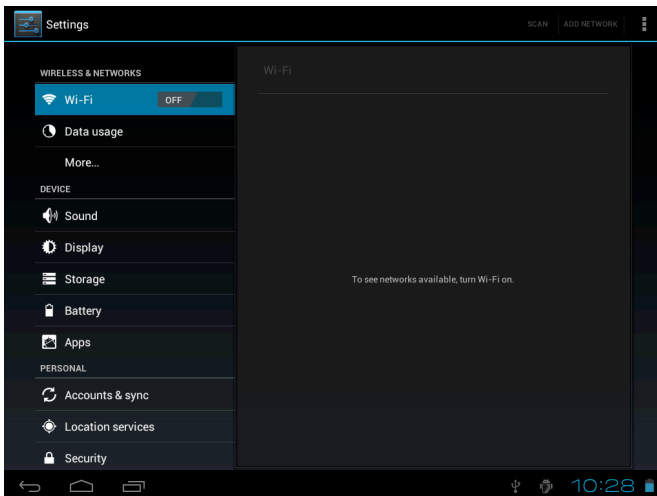 Settings
SCAN
ADD NETWORK
WIRELESS & NETWORKS
Wi-Fi
OFF
Data usage
More...
DEVICE
Sound
Display
Storage
Battery
Apps
PERSONAL
Accounts & sync
Location services
Security
Wi-Fi
To see networks available, turn Wi-Fi on.
10:28